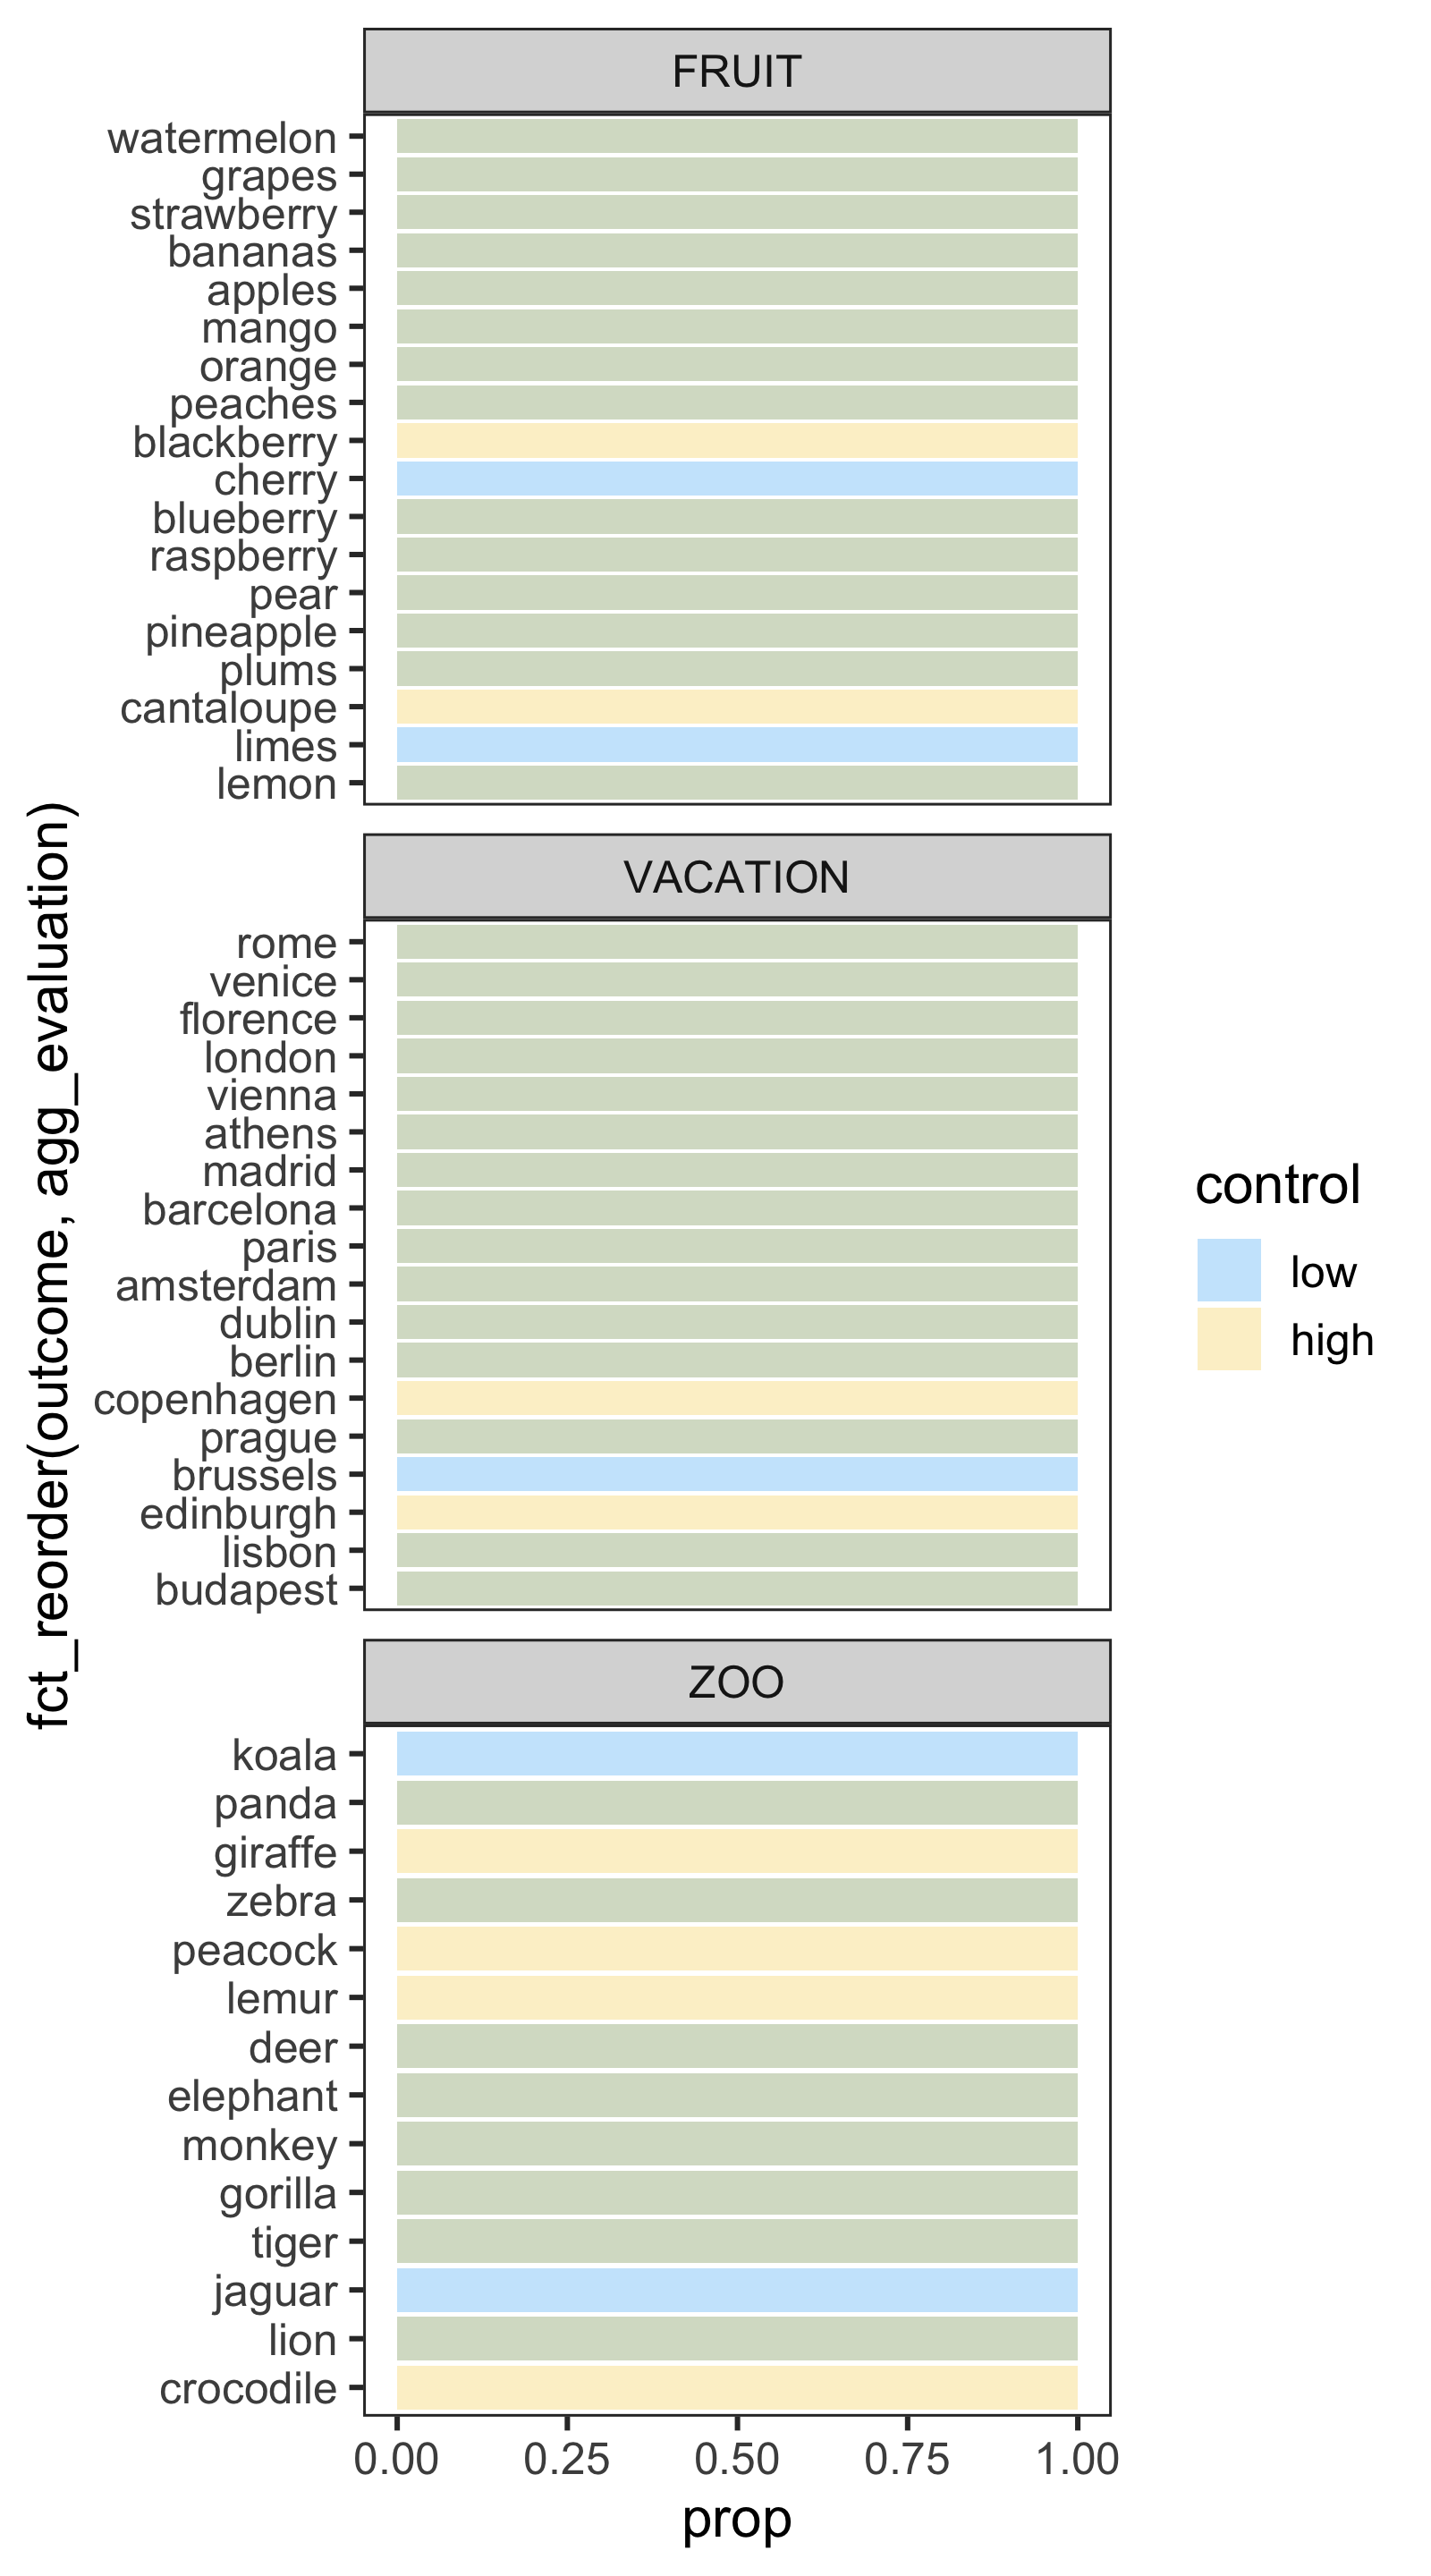 FRUIT
watermelon
grapes
strawberry
bananas
apples
mango
orange
peaches
blackberry
cherry
blueberry
raspberry
pear
pineapple
plums
cantaloupe
limes
lemon
VACATION
rome
venice
florence
london
vienna
athens
madrid
barcelona
paris
amsterdam
dublin
berlin
copenhagen
prague
brussels
edinburgh
lisbon
budapest
ZOO
koala
panda
giraffe
zebra
peacock
lemur
deer
elephant
monkey
gorilla
tiger
jaguar
lion
crocodile
0.00 0.25 0.50 0.75 1.00
prop
fct_reorder(outcome, agg_evaluation)
control
low
high